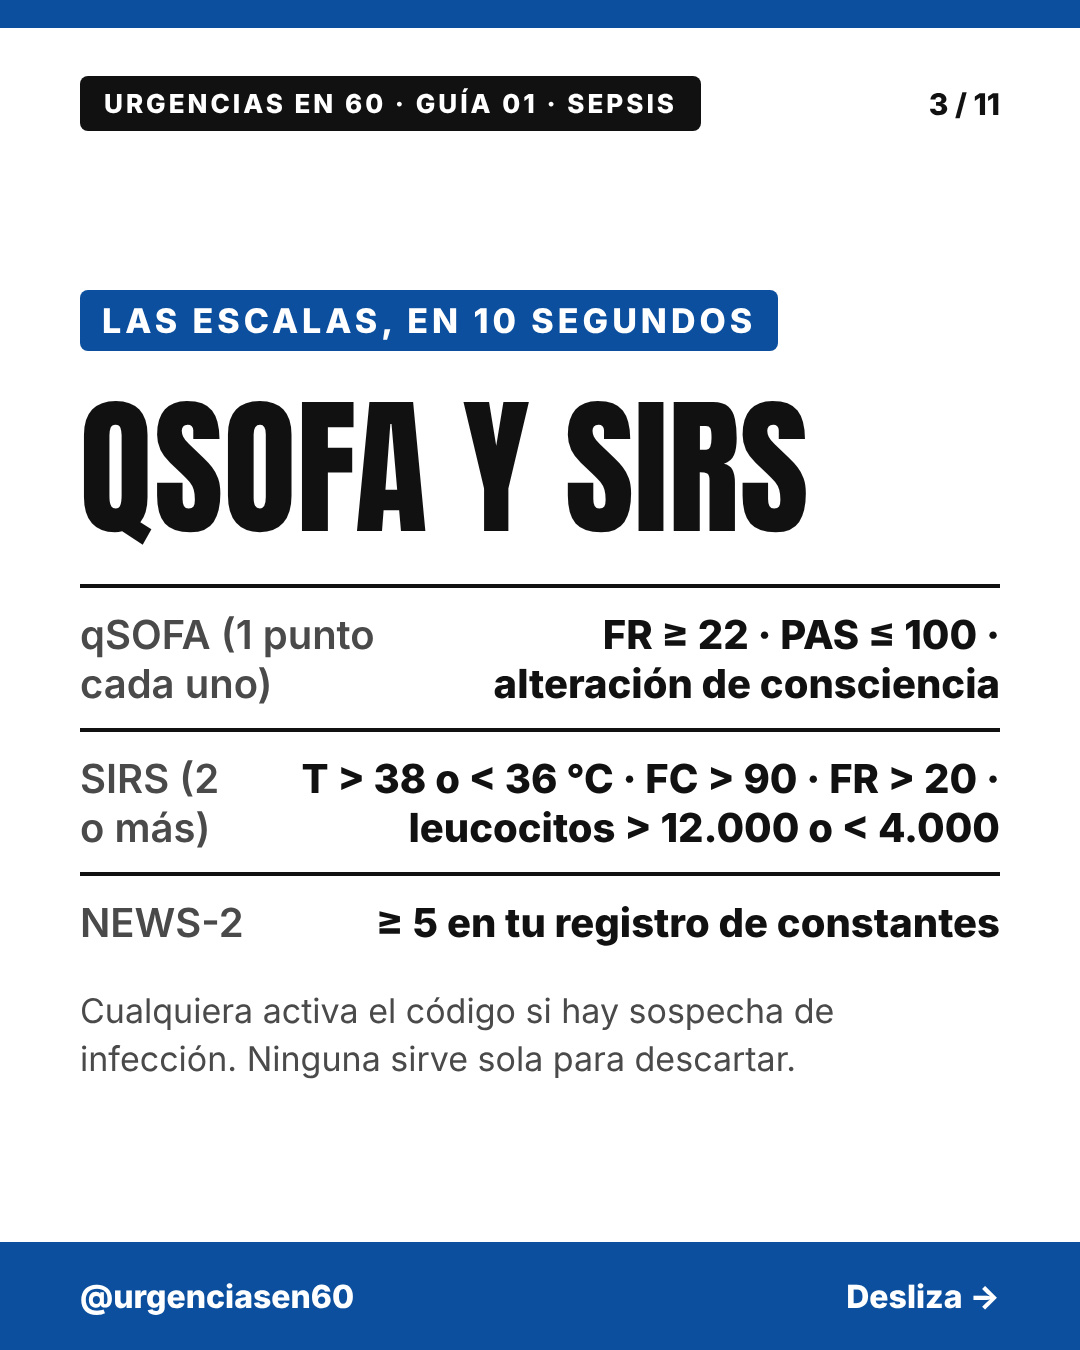 URGENCIAS EN 60 · GUÍA 01 · SEPSIS
3 / 11
LAS ESCALAS, EN 10 SEGUNDOS
QSOFA Y SIRS
qSOFA (1 punto
cada uno)
FR ≥ 22 · PAS ≤ 100 ·
alteración de consciencia
SIRS (2
o más)
T > 38 o < 36 °C · FC > 90 · FR > 20 ·
leucocitos > 12.000 o < 4.000
NEWS-2
≥ 5 en tu registro de constantes
Cualquiera activa el código si hay sospecha de
infección. Ninguna sirve sola para descartar.
@urgenciasen60
Desliza →